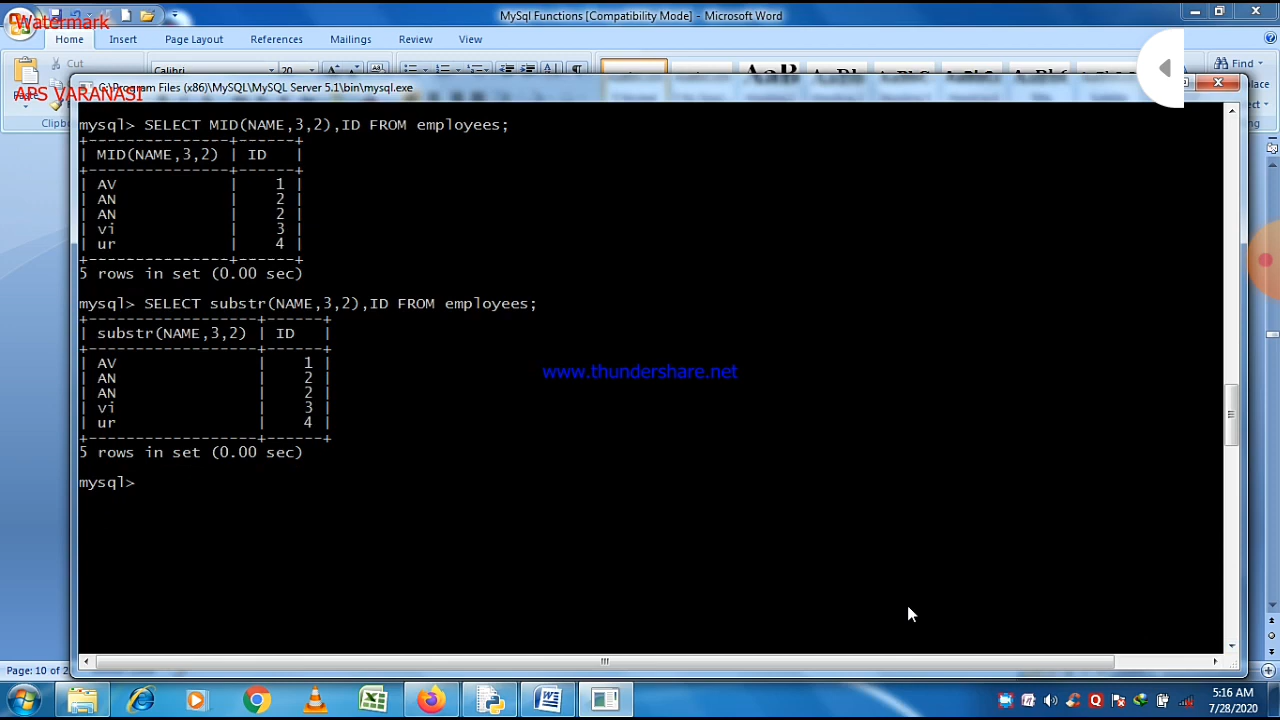 MySql Functions [Compatibility Mode] - Microsoft Word
Watermark
Home Insert Page Layout References Mailings Review View
Cut
Calibri 20
Find
APS VARANASI
C:\Program Files (x86)\MySQL\MySQL Server 5.1\bin\mysql.exe
mysql> SELECT MID(NAME,3,2),ID FROM employees;
+---------------+------+
| MID(NAME,3,2) | ID   |
+---------------+------+
| AV            |    1 |
| AN            |    2 |
| AN            |    2 |
| vi            |    3 |
| ur            |    4 |
+---------------+------+
5 rows in set (0.00 sec)
mysql> SELECT substr(NAME,3,2),ID FROM employees;
+------------------+------+
| substr(NAME,3,2) | ID   |
+------------------+------+
| AV               |    1 |
| AN               |    2 |
| AN               |    2 |
| vi               |    3 |
| ur               |    4 |
+------------------+------+
5 rows in set (0.00 sec)
mysql>
www.thundershare.net
Page: 10 of 2
5:16 AM
7/28/2020